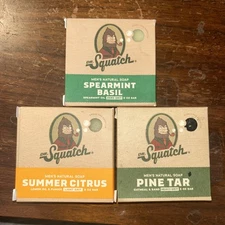 DR.
Squatch
MEN'S NATURAL SOAP
SPEARMINT
BASIL
DR.
Squatch
MEN'S NATURAL SOAP
SUMMER CITRUS
DR.
Squatch
MEN'S NATURAL SOAP
PINE TAR